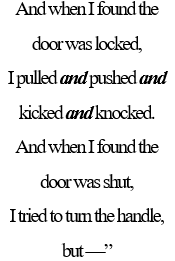 And when I found the
door was locked,
I pulled and pushed and
kicked and knocked.
And when I found the
door was shut,
I tried to turn the handle,
but —”